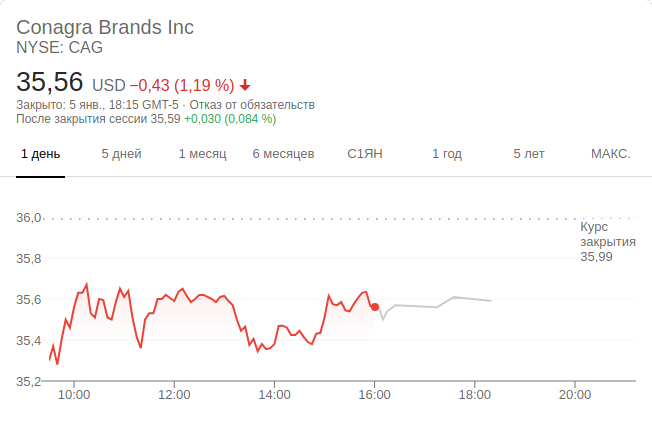 Conagra Brands Inc
NYSE: CAG
35,56 USD −0,43 (1,19 %)
Закрыто: 5 янв., 18:15 GMT-5 · Отказ от обязательств
После закрытия сессии 35,59 +0,030 (0,084 %)
1 день 5 дней 1 месяц 6 месяцев С1ЯН 1 год 5 лет МАКС.
36,0
Курс
закрытия
35,99
35,8
35,6
35,4
35,2
10:00 12:00 14:00 16:00 18:00 20:00